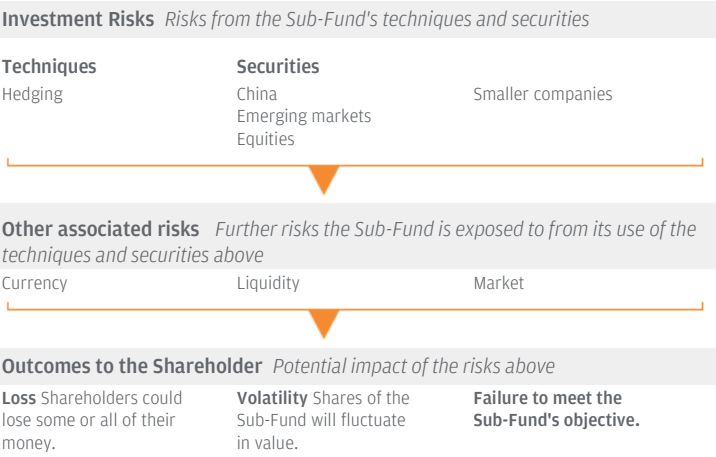 Investment Risks Risks from the Sub-Fund's techniques and securities
Techniques
Securities
Hedging
China
Smaller companies
Emerging markets
Equities
Other associated risks Further risks the Sub-Fund is exposed to from its use of the
techniques and securities above
Currency
Liquidity
Market
Outcomes to the Shareholder Potential impact of the risks above
Loss Shareholders could
lose some or all of their
money.
Volatility Shares of the
Sub-Fund will fluctuate
in value.
Failure to meet the
Sub-Fund's objective.